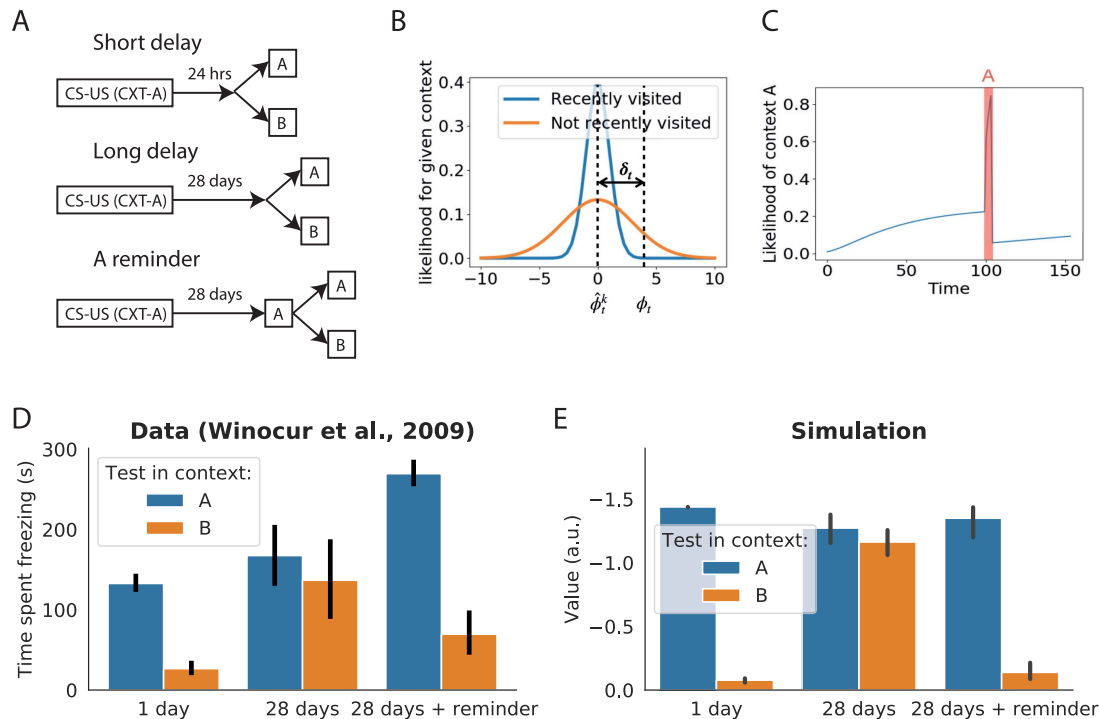 A
Short delay
CS-US (CXT-A)
24 hrs
A
B
Long delay
CS-US (CXT-A)
28 days
A
B
A reminder
CS-US (CXT-A)
28 days
A
A
B
B
likelihood for given context
0.4
0.3
0.2
0.1
0.0
Recently visited
Not recently visited
δt
−10
−5
0
5
10
φ̂tᵏ
φt
C
A
Likelihood of context A
0.8
0.6
0.4
0.2
0.0
0
50
100
150
Time
D
Data (Winocur et al., 2009)
Time spent freezing (s)
300
200
100
0
Test in context:
A
B
1 day
28 days
28 days + reminder
E
Simulation
Value (a.u.)
−1.5
−1.0
−0.5
0.0
Test in context:
A
B
1 day
28 days
28 days + reminder